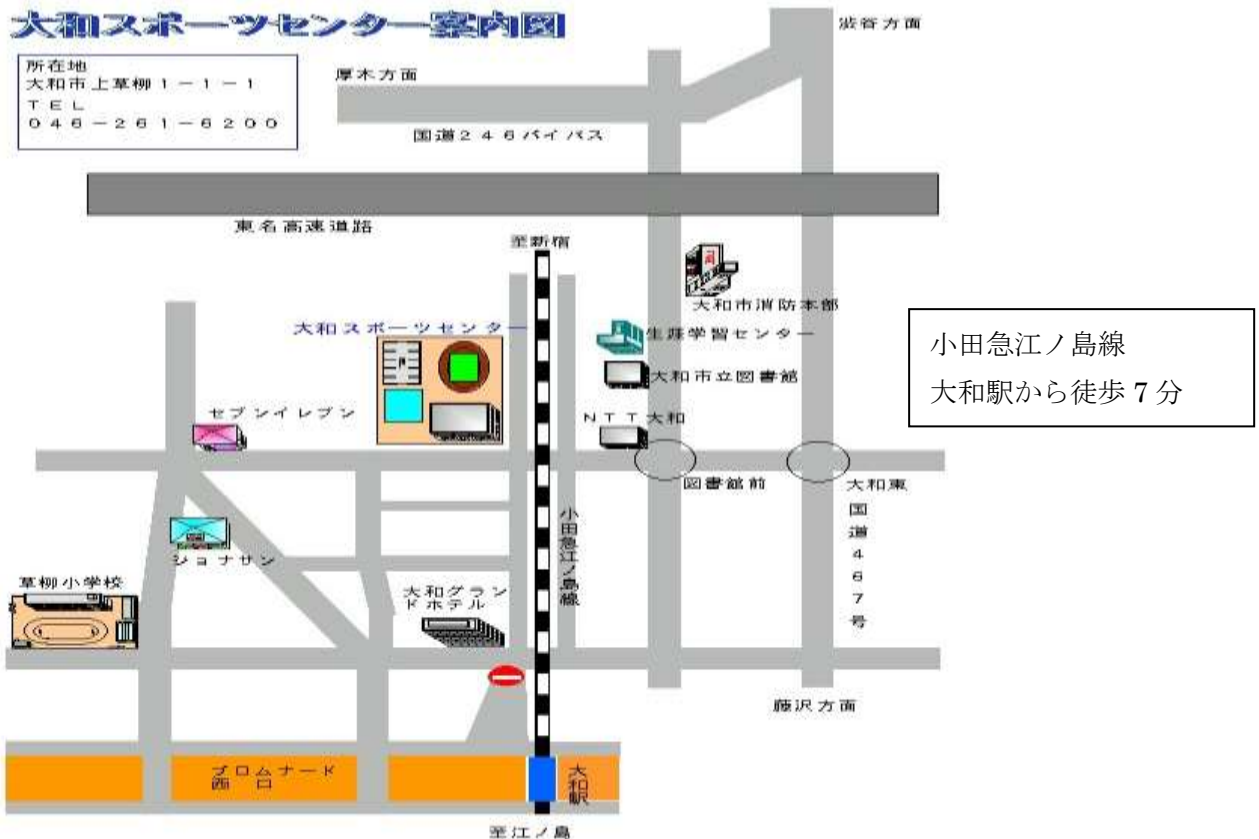 大和スポーツセンター案内図
所在地
大和市上草柳１－１－１
ＴＥＬ
０４６－２６１－６２００
渋谷方面
厚木方面
国道２４６バイパス
東名高速道路
至新宿
大和市消防本部
大和スポーツセンター
生涯学習センター
大和市立図書館
セブンイレブン
ＮＴＴ大和
図書館前
大和東
国道４６７号
小田急江ノ島線
ジョナサン
草柳小学校
大和グラン
ドホテル
藤沢方面
プロムナード
西口
大和駅
至江ノ島
小田急江ノ島線
大和駅から徒歩 7 分